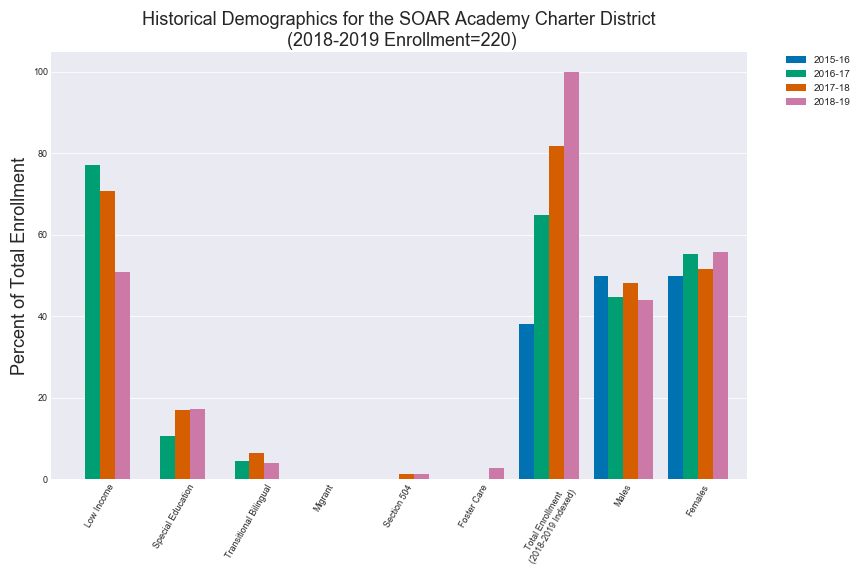 Historical Demographics for the SOAR Academy Charter District
(2018-2019 Enrollment=220)
2015-16
2016-17
2017-18
2018-19
Percent of Total Enrollment
100
80
60
40
20
0
Low Income
Special Education
Transitional Bilingual
Migrant
Section 504
Foster Care
Total Enrollment
(2018-2019 Indexed)
Males
Females